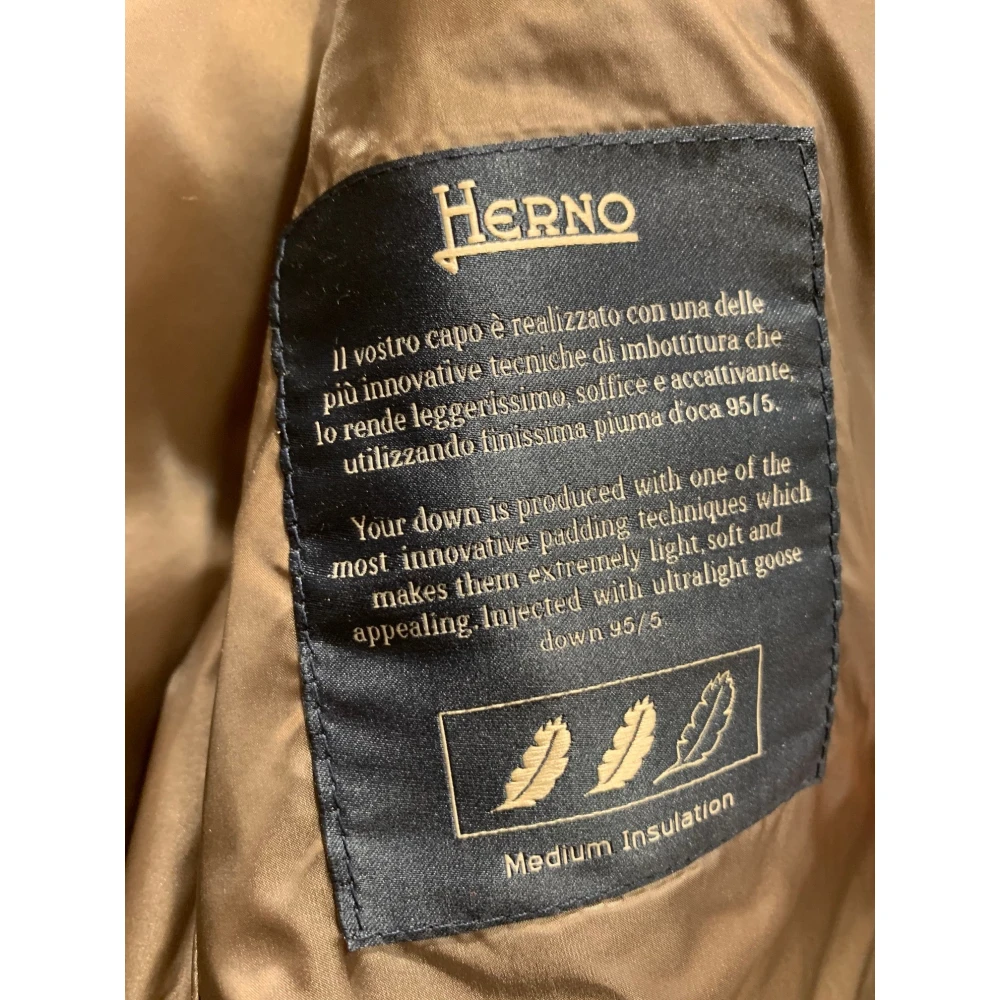 HERNO
Il vostro capo è realizzato con una delle
più innovative tecniche di imbottitura che
lo rende leggerissimo, soffice e accattivante,
utilizzando finissima piuma d'oca 95/5.
Your down is produced with one of the
most innovative padding techniques which
makes them extremely light, soft and
appealing. Injected with ultralight goose
down 95/5
Medium Insulation